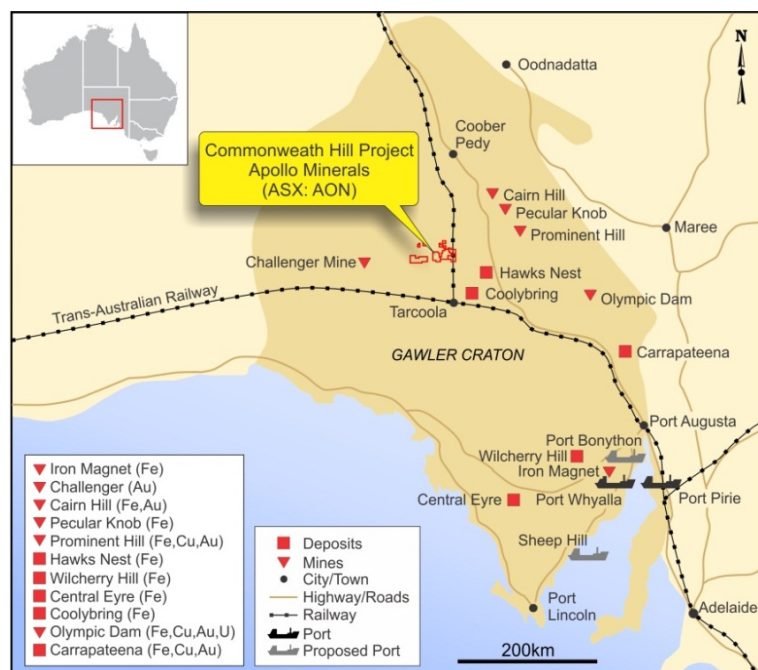 N
Oodnadatta
Coober
Pedy
Commonweath Hill Project
Apollo Minerals
(ASX: AON)
Cairn Hill
Pecular Knob
Prominent Hill
Maree
Challenger Mine
Hawks Nest
Coolybring
Olympic Dam
Trans-Australian Railway
Tarcoola
GAWLER CRATON
Carrapateena
Port Augusta
Port Bonython
Wilcherry Hill
Iron Magnet
Central Eyre
Port Whyalla
Port Pirie
Sheep Hill
Port
Lincoln
Adelaide
200km
Iron Magnet (Fe)
Challenger (Au)
Cairn Hill (Fe,Au)
Pecular Knob (Fe)
Prominent Hill (Fe,Cu,Au)
Hawks Nest (Fe)
Wilcherry Hill (Fe)
Central Eyre (Fe)
Coolybring (Fe)
Olympic Dam (Fe,Cu,Au,U)
Carrapateena (Fe,Cu,Au)
Deposits
Mines
City/Town
Highway/Roads
Railway
Port
Proposed Port